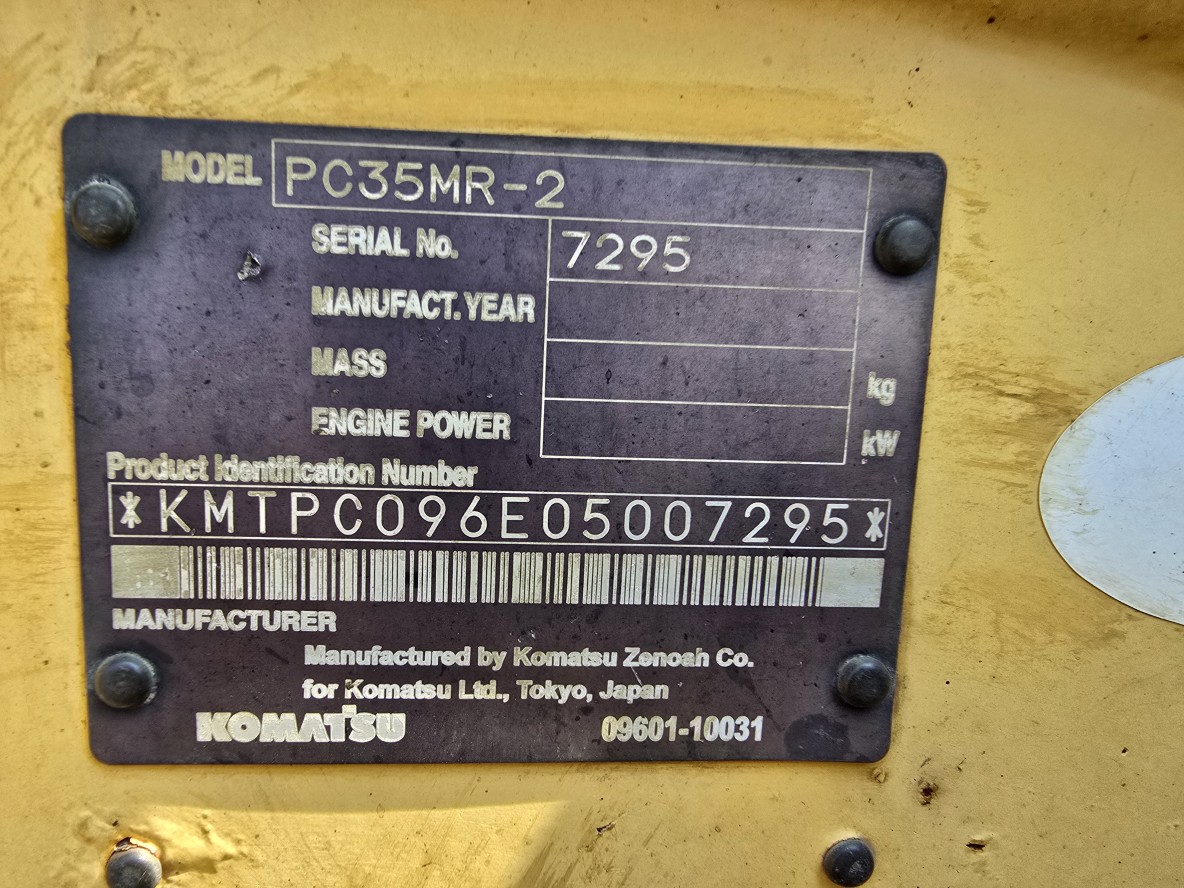 MODEL PC35MR-2
SERIAL No. 7295
MANUFACT. YEAR
MASS kg
ENGINE POWER kW
Product Identification Number
*KMTPC096E05007295*
MANUFACTURER
Manufactured by Komatsu Zenoah Co.
for Komatsu Ltd., Tokyo, Japan
KOMATSU 09601-10031